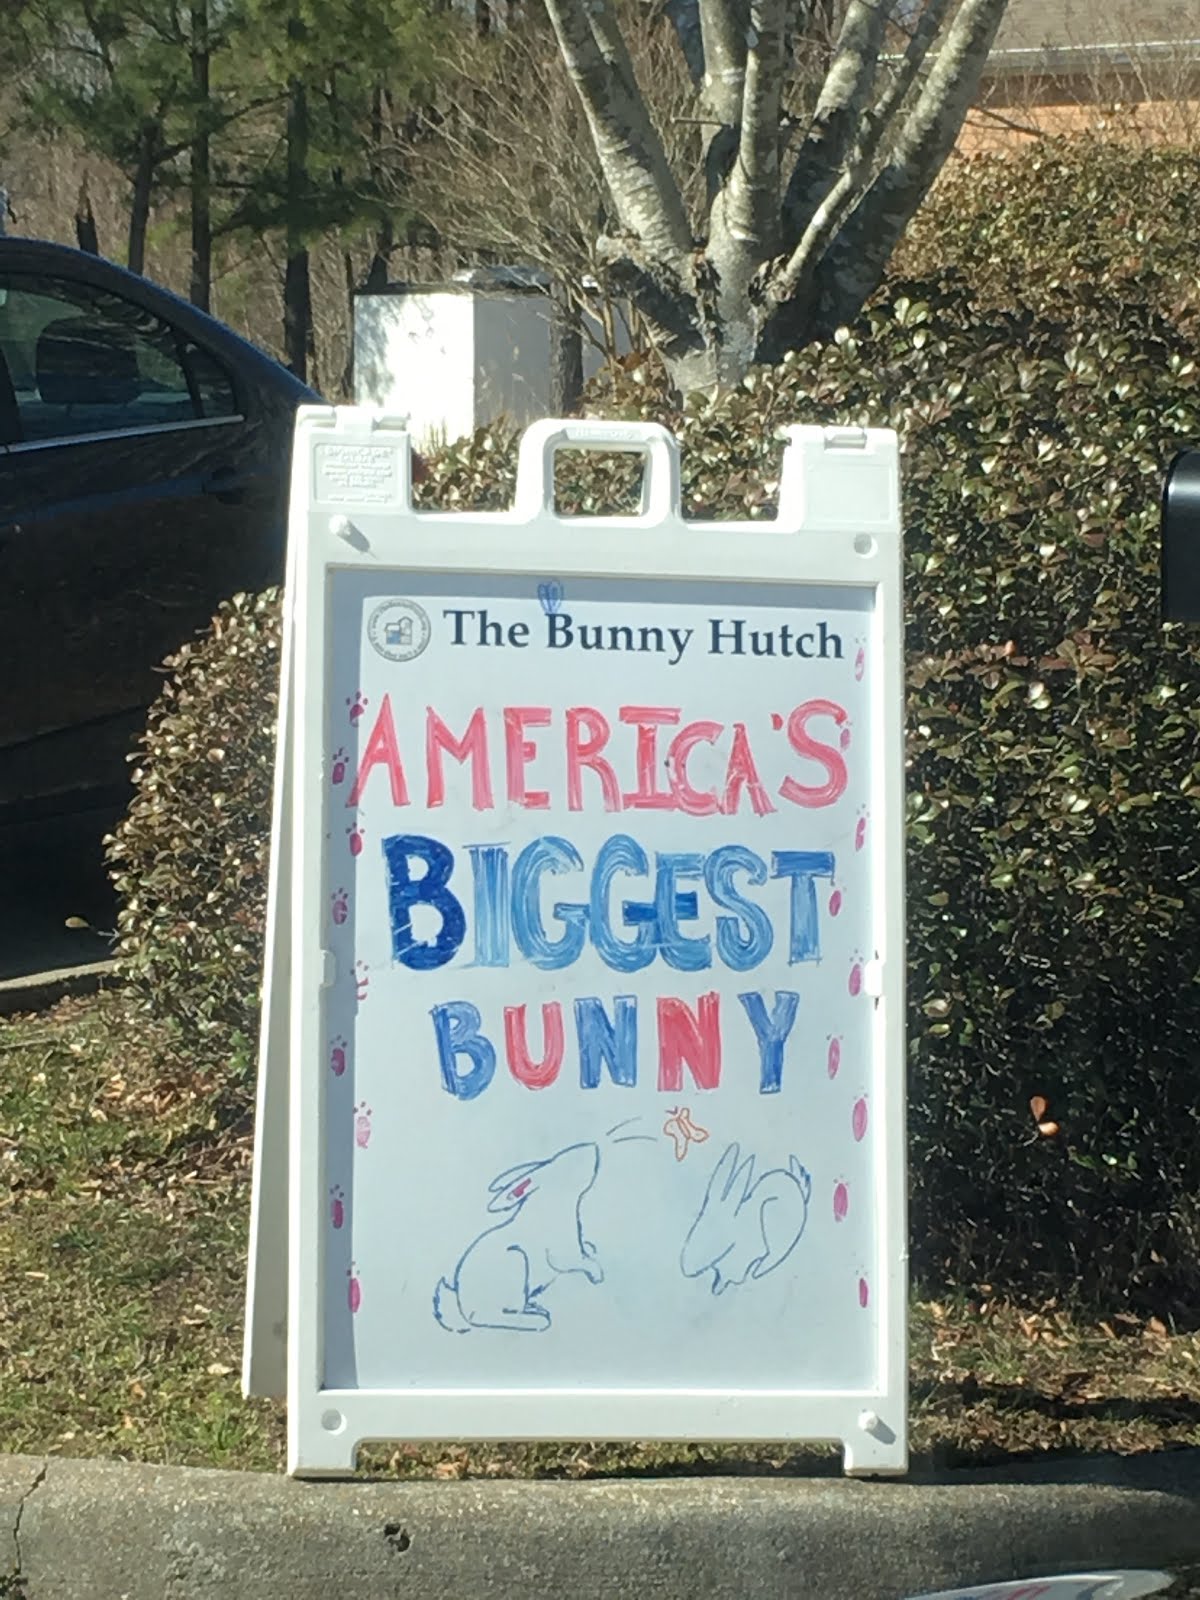 The Bunny Hutch
AMERICA'S
BIGGEST
BUNNY